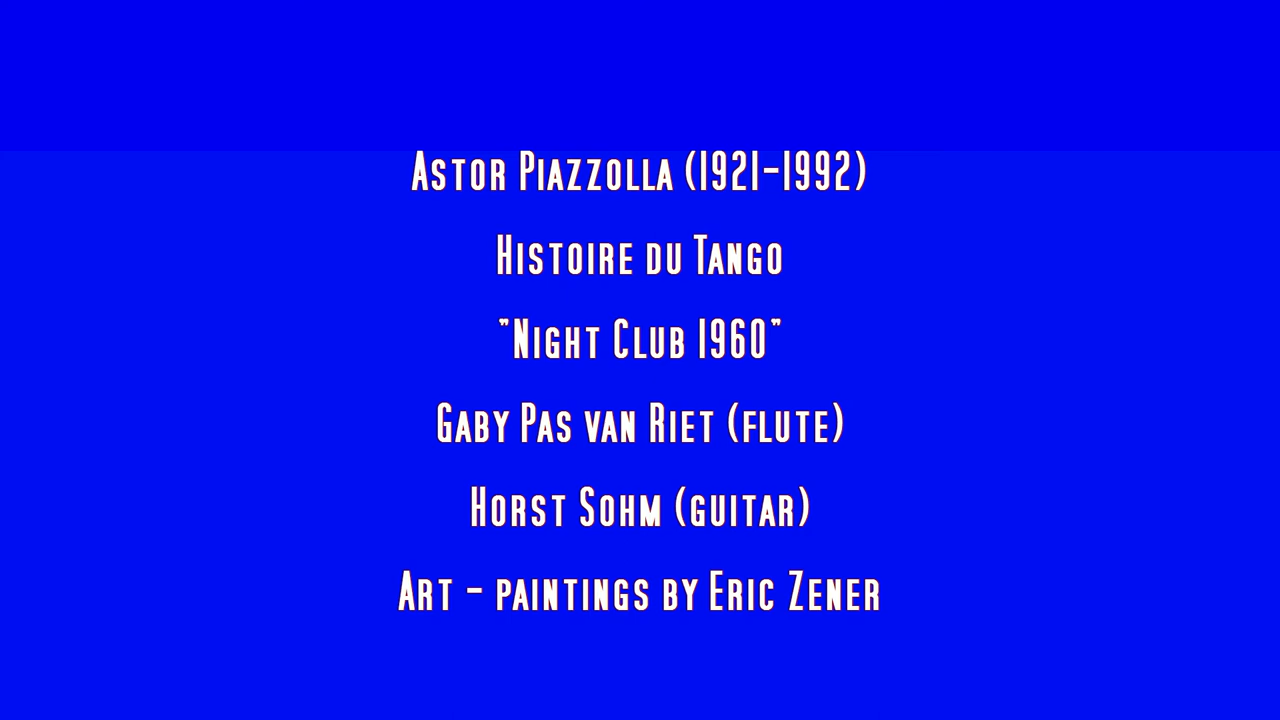 Astor Piazzolla (1921-1992)
Histoire du Tango
"Night Club 1960"
Gaby Pas van Riet (flute)
Horst Sohm (guitar)
Art - paintings by Eric Zener